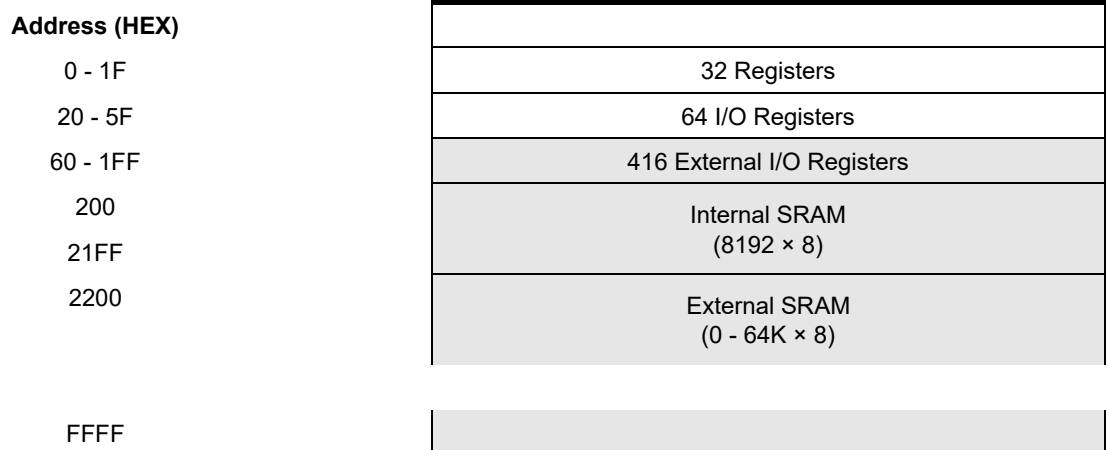 Address (HEX)
0 - 1F
32 Registers
20 - 5F
64 I/O Registers
60 - 1FF
416 External I/O Registers
200
Internal SRAM
(8192 × 8)
21FF
2200
External SRAM
(0 - 64K × 8)
FFFF